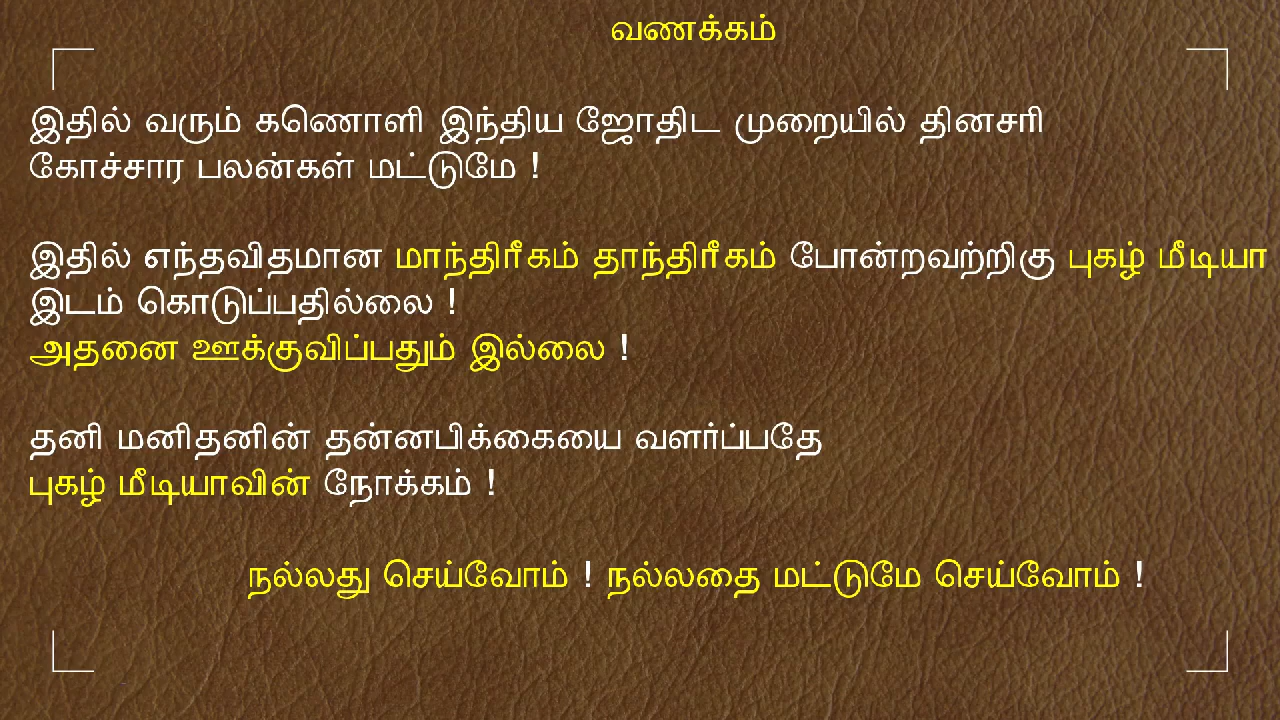 வணக்கம்
இதில் வரும் கணொளி இந்திய ஜோதிட முறையில் தினசரி
கோச்சார பலன்கள் மட்டுமே !
இதில் எந்தவிதமான மாந்திரீகம் தாந்திரீகம் போன்றவற்றிகு புகழ் மீடியா
இடம் கொடுப்பதில்லை !
அதனை ஊக்குவிப்பதும் இல்லை !
தனி மனிதனின் தன்னபிக்கையை வளர்ப்பதே
புகழ் மீடியாவின் நோக்கம் !
நல்லது செய்வோம் ! நல்லதை மட்டுமே செய்வோம் !